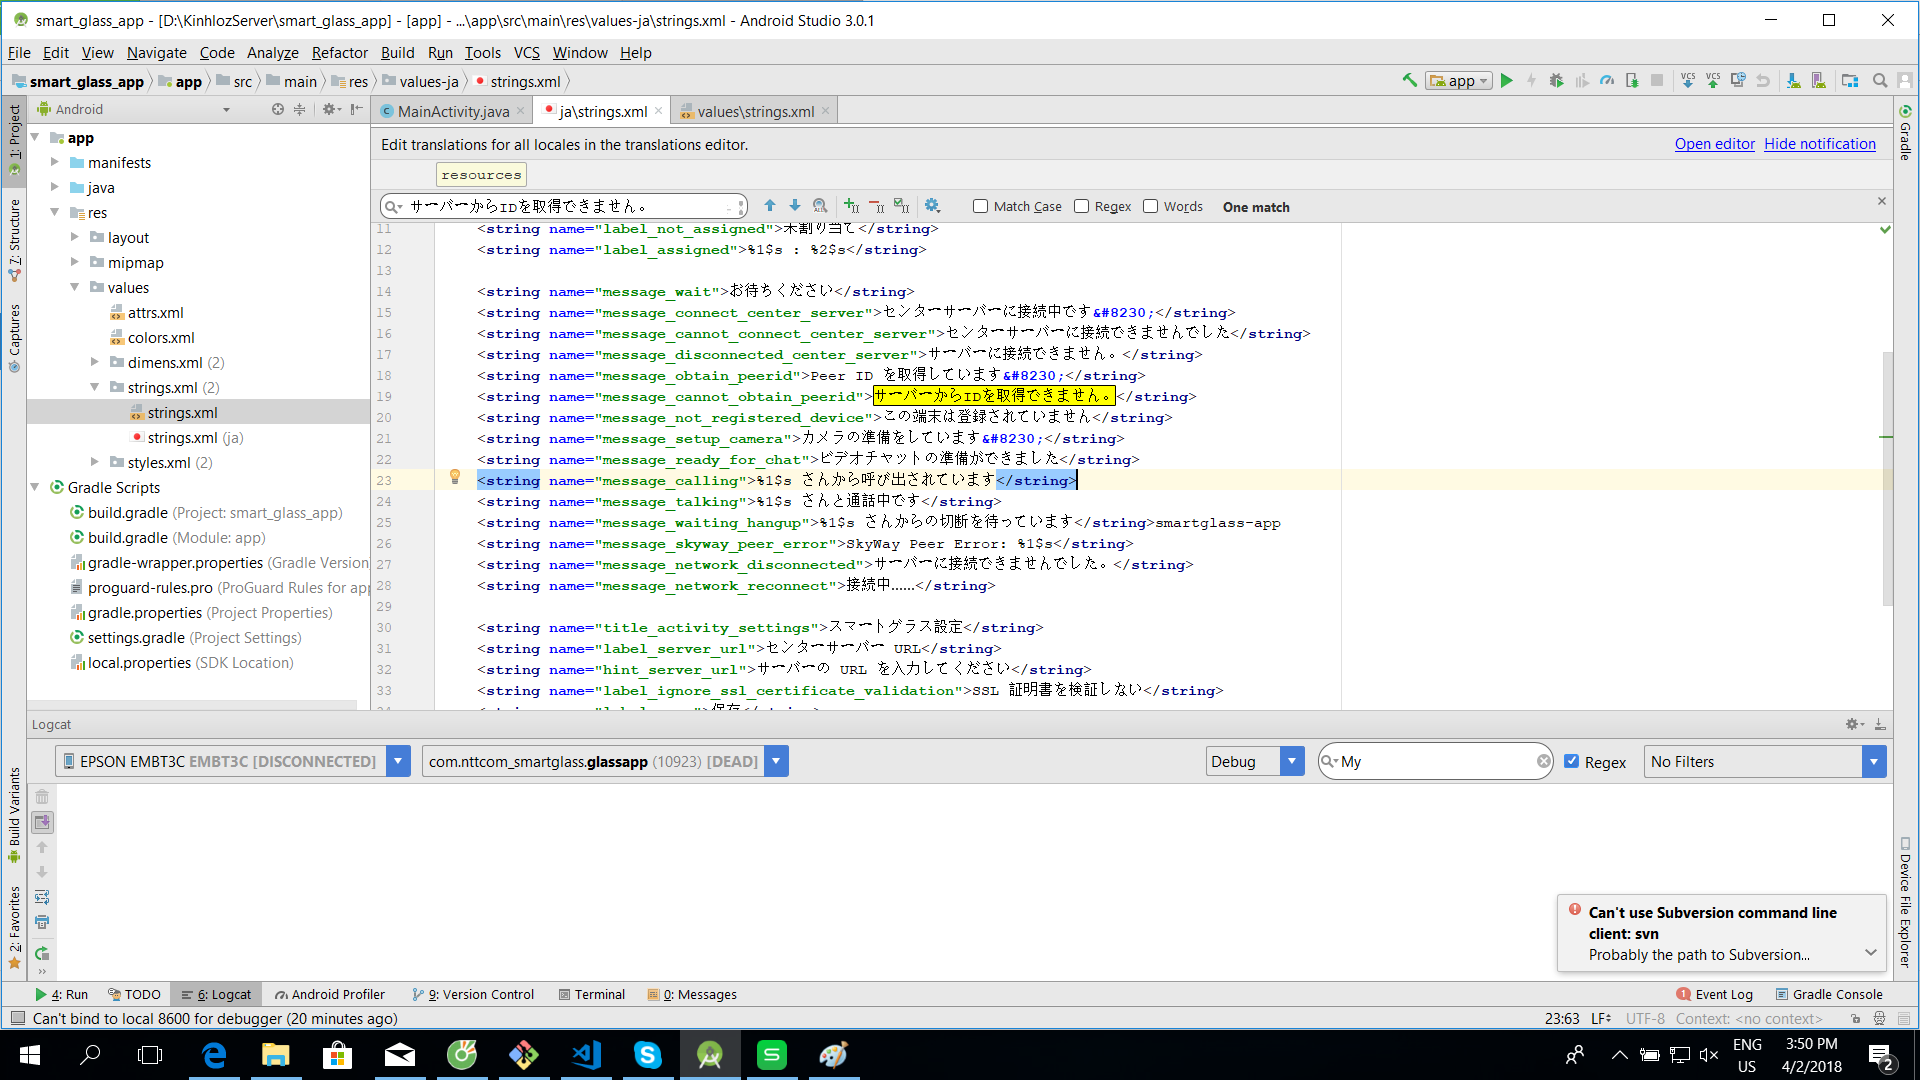 smart_glass_app - [D:\KinhlozServer\smart_glass_app] - [app] - ...\app\src\main\res\values-ja\strings.xml - Android Studio 3.0.1
File Edit View Navigate Code Analyze Refactor Build Run Tools VCS Window Help
smart_glass_app app src main res values-ja strings.xml
app
VCS VCS
1: Project
Z: Structure
Captures
Build Variants
2: Favorites
Android
app
manifests
java
res
layout
mipmap
values
attrs.xml
colors.xml
dimens.xml (2)
strings.xml (2)
strings.xml
strings.xml (ja)
styles.xml (2)
Gradle Scripts
build.gradle (Project: smart_glass_app)
build.gradle (Module: app)
gradle-wrapper.properties (Gradle Version
proguard-rules.pro (ProGuard Rules for app
gradle.properties (Project Properties)
settings.gradle (Project Settings)
local.properties (SDK Location)
MainActivity.java ja\strings.xml values\strings.xml
Edit translations for all locales in the translations editor.
Open editor Hide notification
resources
サーバーからIDを取得できません。
Match Case Regex Words One match
11 <string name="label_not_assigned">未割り当て</string>
12 <string name="label_assigned">%1$s : %2$s</string>
13
14 <string name="message_wait">お待ちください</string>
15 <string name="message_connect_center_server">センターサーバーに接続中です&#8230;</string>
16 <string name="message_cannot_connect_center_server">センターサーバーに接続できませんでした</string>
17 <string name="message_disconnected_center_server">サーバーに接続できません。</string>
18 <string name="message_obtain_peerid">Peer ID を取得しています&#8230;</string>
19 <string name="message_cannot_obtain_peerid">サーバーからIDを取得できません。</string>
20 <string name="message_not_registered_device">この端末は登録されていません</string>
21 <string name="message_setup_camera">カメラの準備をしています&#8230;</string>
22 <string name="message_ready_for_chat">ビデオチャットの準備ができました</string>
23 <string name="message_calling">%1$s さんから呼び出されています</string>
24 <string name="message_talking">%1$s さんと通話中です</string>
25 <string name="message_waiting_hangup">%1$s さんからの切断を待っています</string>smartglass-app
26 <string name="message_skyway_peer_error">SkyWay Peer Error: %1$s</string>
27 <string name="message_network_disconnected">サーバーに接続できませんでした。</string>
28 <string name="message_network_reconnect">接続中......</string>
29
30 <string name="title_activity_settings">スマートグラス設定</string>
31 <string name="label_server_url">センターサーバー URL</string>
32 <string name="hint_server_url">サーバーの URL を入力してください</string>
33 <string name="label_ignore_ssl_certificate_validation">SSL 証明書を検証しない</string>
Gradle
Device File Explorer
Logcat
EPSON EMBT3C EMBT3C [DISCONNECTED]
com.nttcom_smartglass.glassapp (10923) [DEAD]
Debug
My
Regex
No Filters
Can't use Subversion command line client: svn
Probably the path to Subversion...
4: Run TODO 6: Logcat Android Profiler 9: Version Control Terminal 0: Messages
1 Event Log Gradle Console
Can't bind to local 8600 for debugger (20 minutes ago)
23:63 LF UTF-8 Context: <no context>
ENG
US
3:50 PM
4/2/2018
2